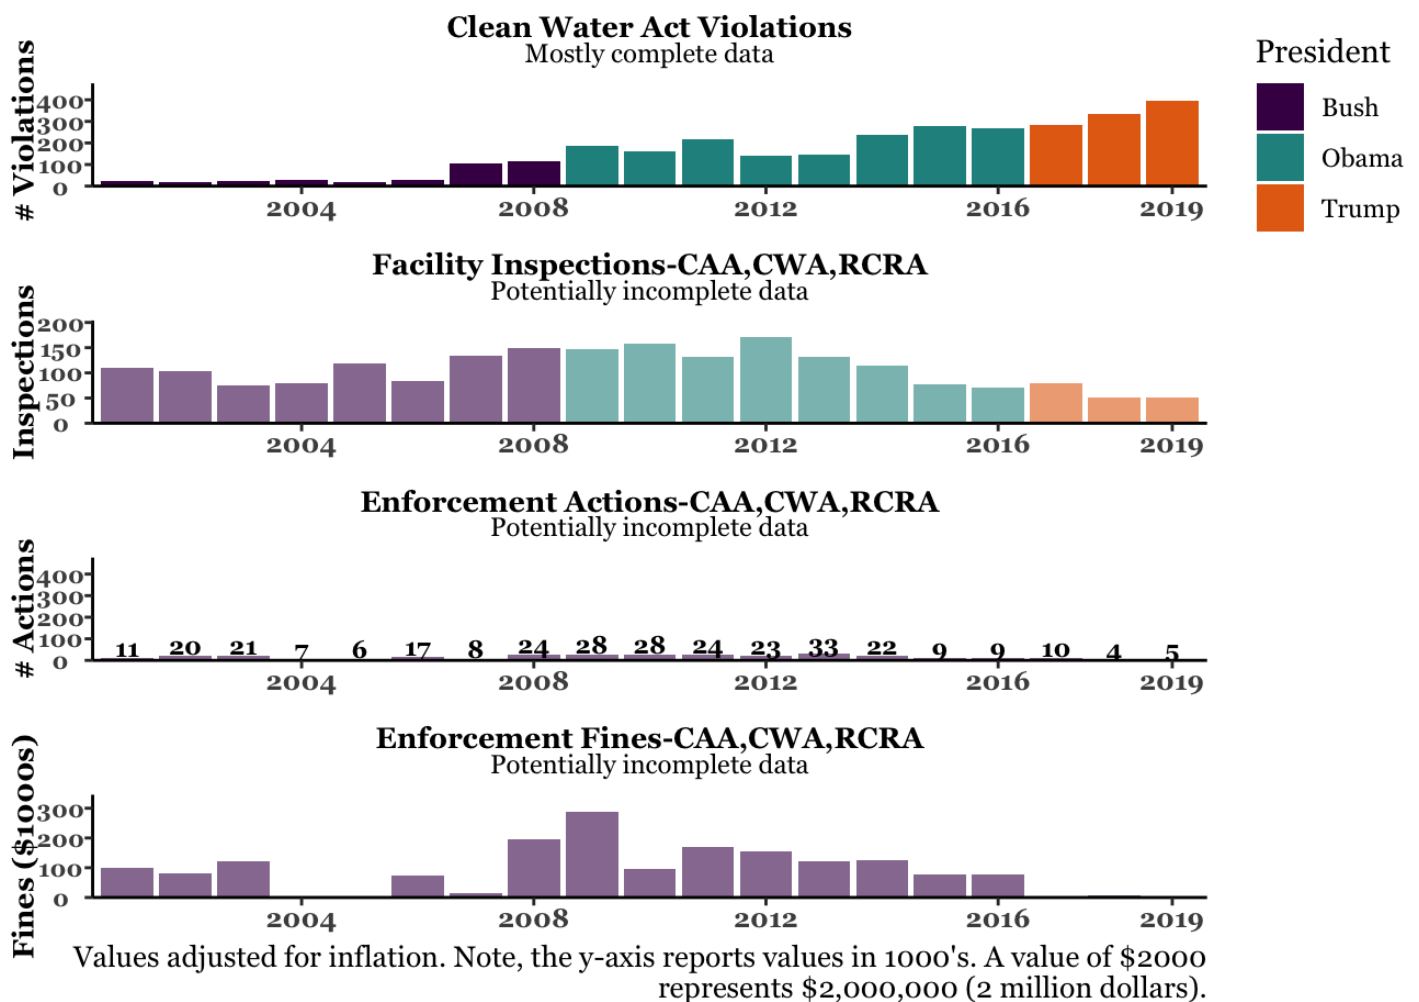 Clean Water Act Violations
Mostly complete data
# Violations
400
300
200
100
0
2004 2008 2012 2016 2019
President
Bush
Obama
Trump
Facility Inspections-CAA,CWA,RCRA
Potentially incomplete data
Inspections
200
150
100
50
0
2004 2008 2012 2016 2019
Enforcement Actions-CAA,CWA,RCRA
Potentially incomplete data
# Actions
400
300
200
100
0
11 20 21 7 6 17 8 24 28 28 24 23 33 22 9 9 10 4 5
2004 2008 2012 2016 2019
Enforcement Fines-CAA,CWA,RCRA
Potentially incomplete data
Fines ($1000s)
300
200
100
0
2004 2008 2012 2016 2019
Values adjusted for inflation. Note, the y-axis reports values in 1000's. A value of $2000
represents $2,000,000 (2 million dollars).